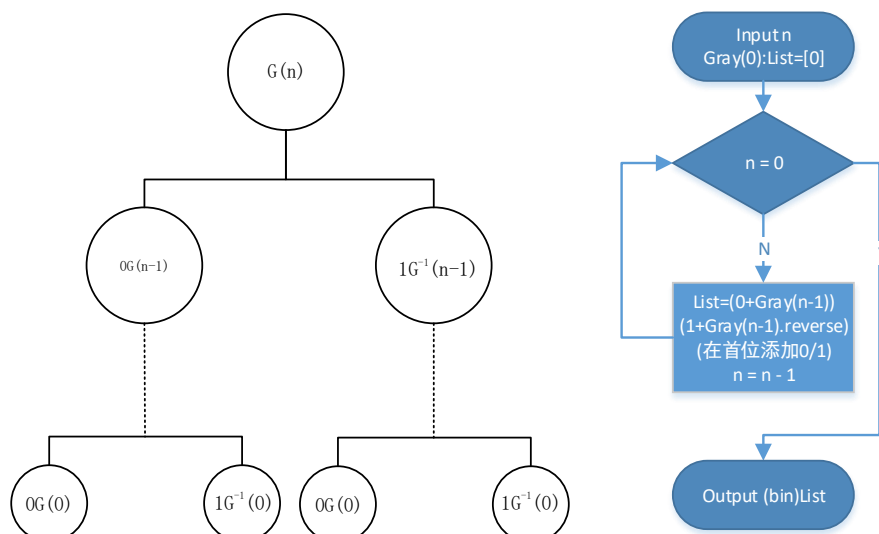 G(n)
0G(n-1)
1G⁻¹(n-1)
0G(0)
1G⁻¹(0)
0G(0)
1G⁻¹(0)
Input n
Gray(0):List=[0]
n = 0
N
List=(0+Gray(n-1))
(1+Gray(n-1).reverse)
(在首位添加0/1)
n = n - 1
Output (bin)List